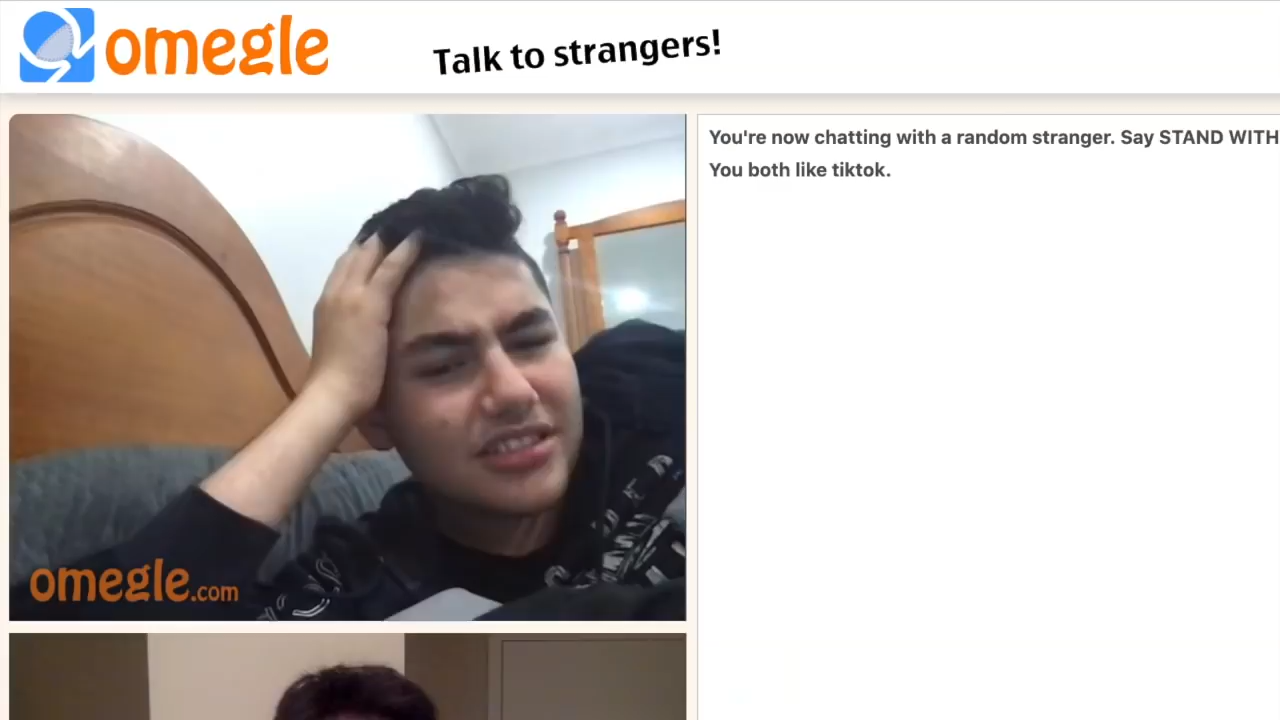 omegle
Talk to strangers!
You're now chatting with a random stranger. Say STAND WITH
You both like tiktok.
omegle.com